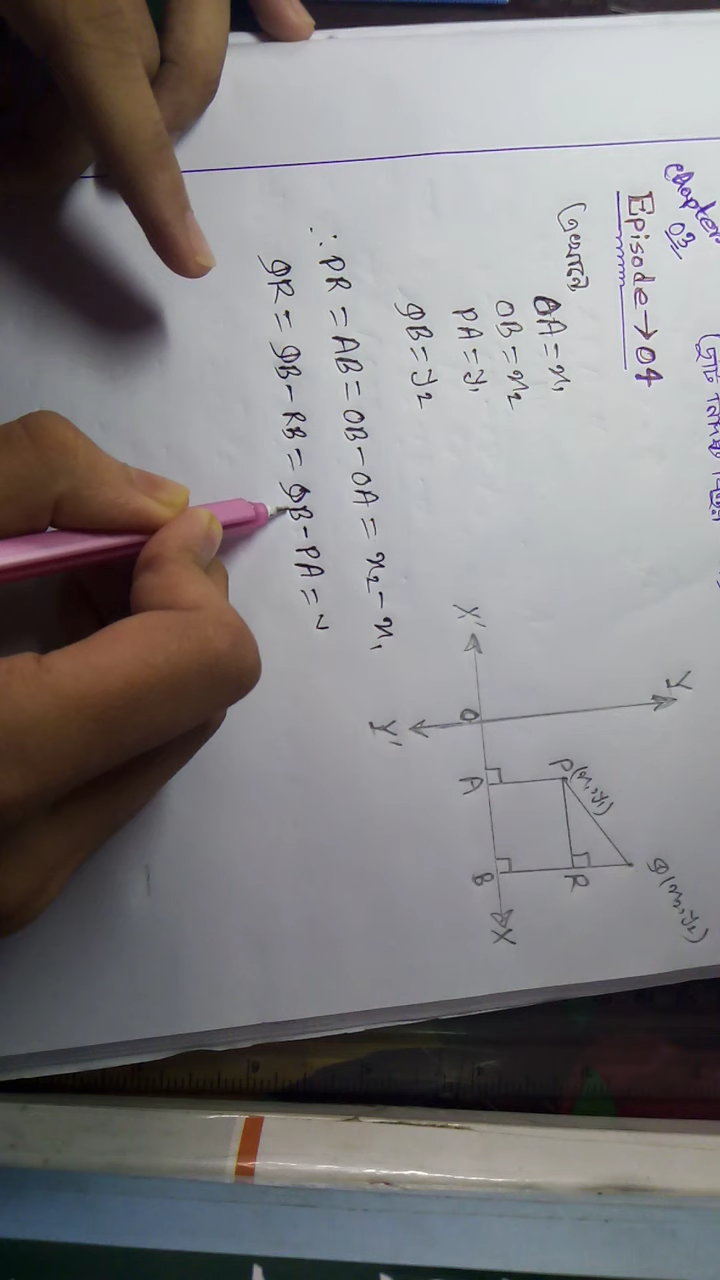 Chapter
03
Episode → 04
এখানে
OA = x₁
OB = x₂
PA = y₁
QB = y₂
∴ PR = AB = OB - OA = x₂ - x₁
QR = QB - RB = QB - PA =
Y
P(x₁,y₁)
Q(x₂,y₂)
R
X'
O
A
B
X
Y'